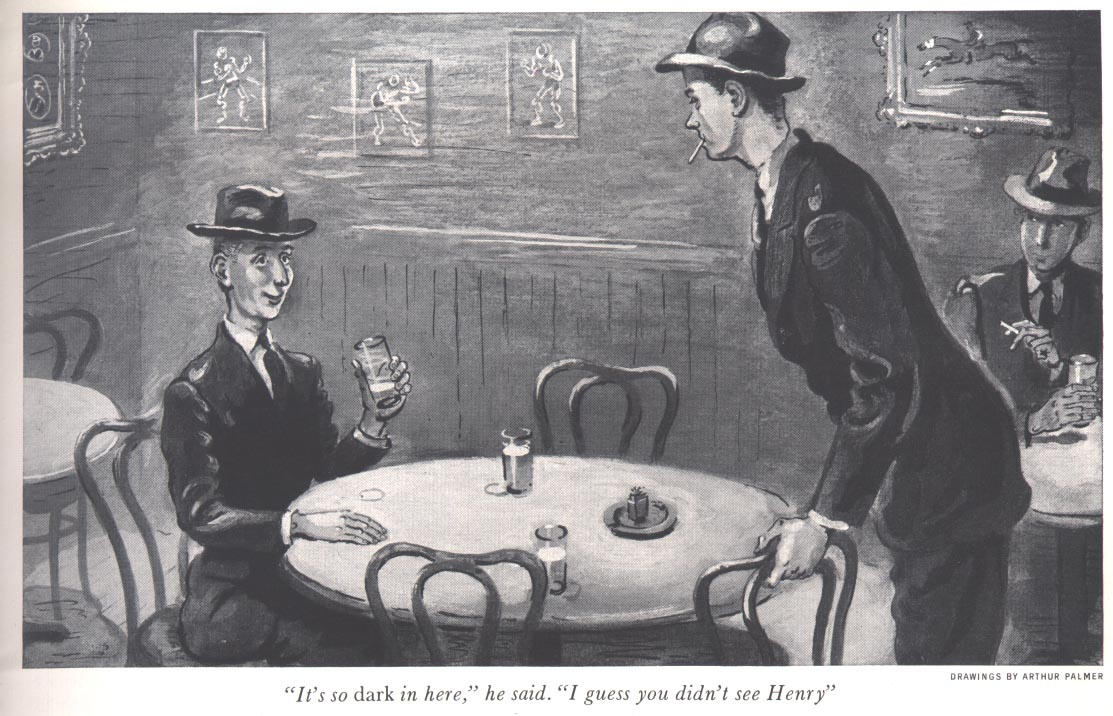 DRAWINGS BY ARTHUR PALMER
"It's so dark in here," he said. "I guess you didn't see Henry"